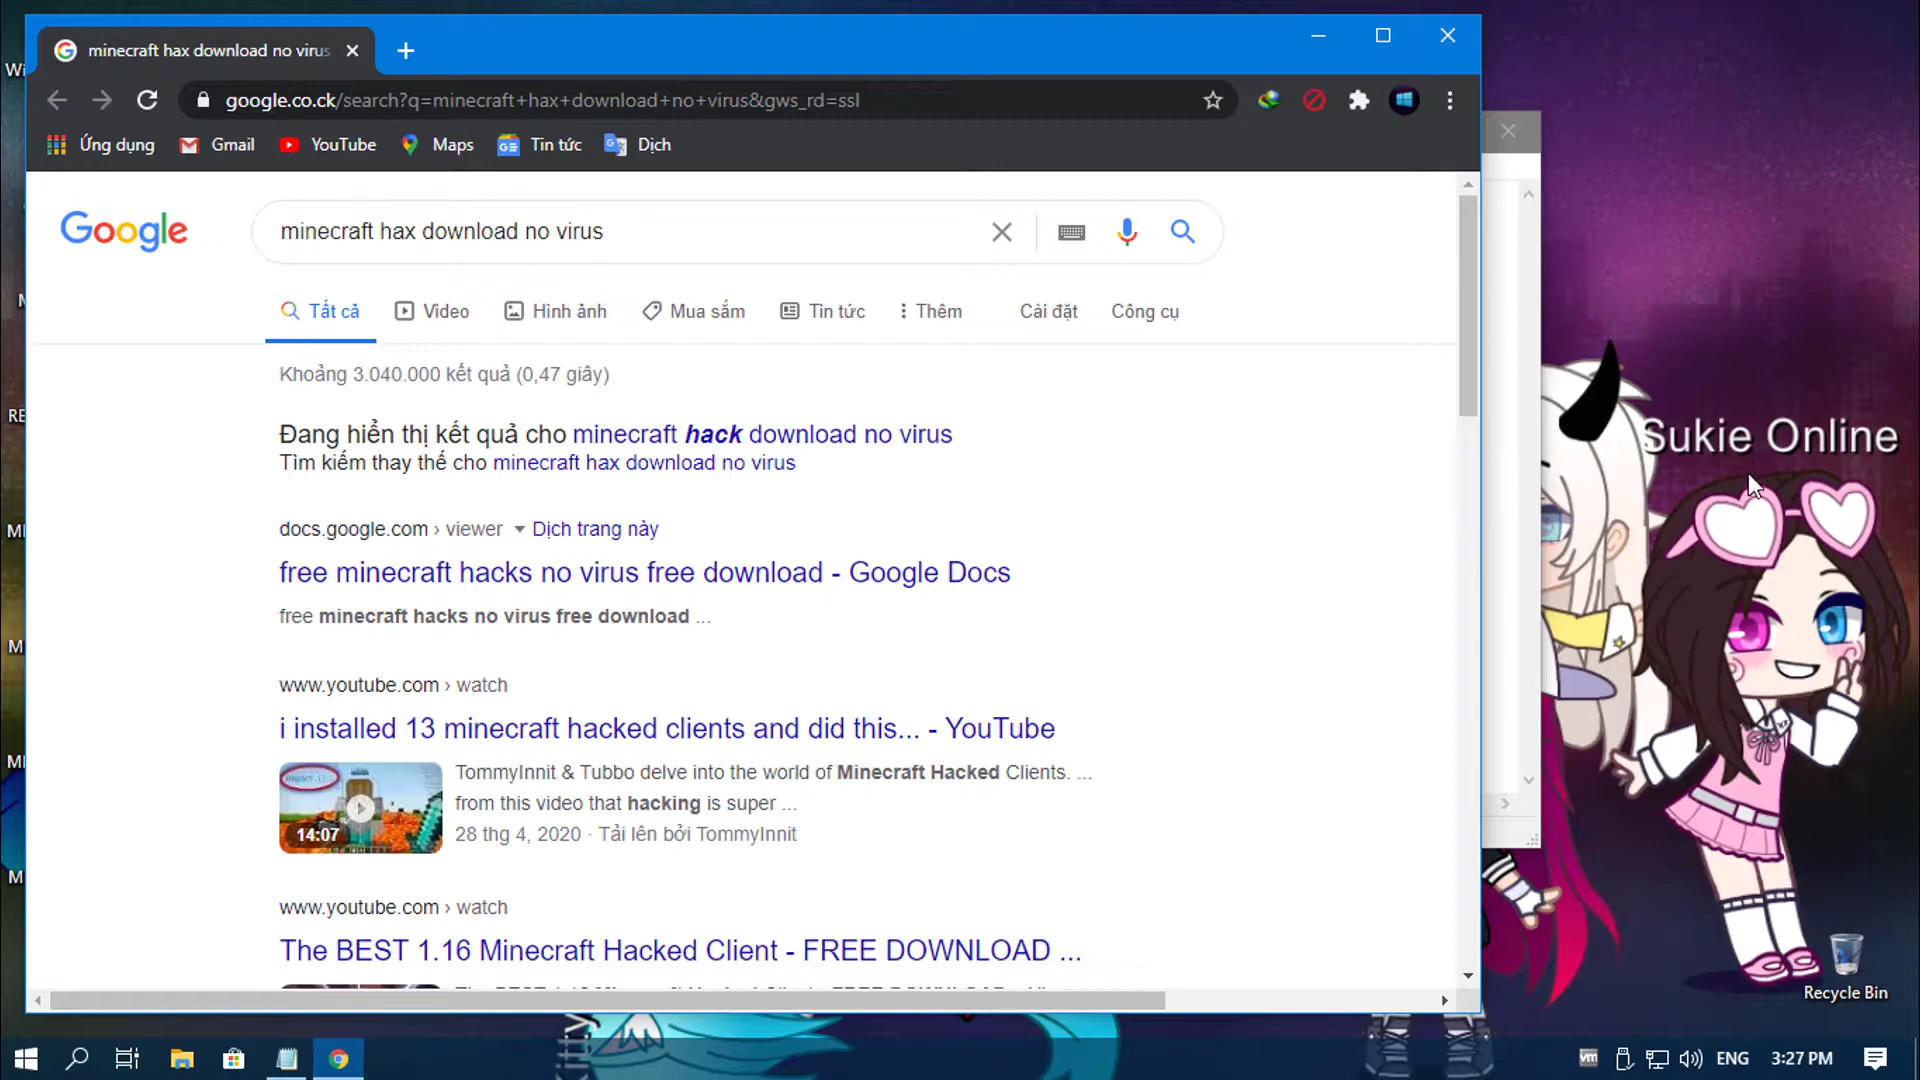 minecraft hax download no virus
google.co.ck/search?q=minecraft+hax+download+no+virus&gws_rd=ssl
Ứng dụng Gmail YouTube Maps Tin tức Dịch
Google
minecraft hax download no virus
Tất cả Video Hình ảnh Mua sắm Tin tức Thêm Cài đặt Công cụ
Khoảng 3.040.000 kết quả (0,47 giây)
Đang hiển thị kết quả cho minecraft hack download no virus
Tìm kiếm thay thế cho minecraft hax download no virus
docs.google.com › viewer Dịch trang này
free minecraft hacks no virus free download - Google Docs
free minecraft hacks no virus free download ...
www.youtube.com › watch
i installed 13 minecraft hacked clients and did this... - YouTube
TommyInnit & Tubbo delve into the world of Minecraft Hacked Clients. ...
from this video that hacking is super ...
14:07
28 thg 4, 2020 · Tải lên bởi TommyInnit
www.youtube.com › watch
The BEST 1.16 Minecraft Hacked Client - FREE DOWNLOAD ...
Sukie Online
Recycle Bin
ENG 3:27 PM